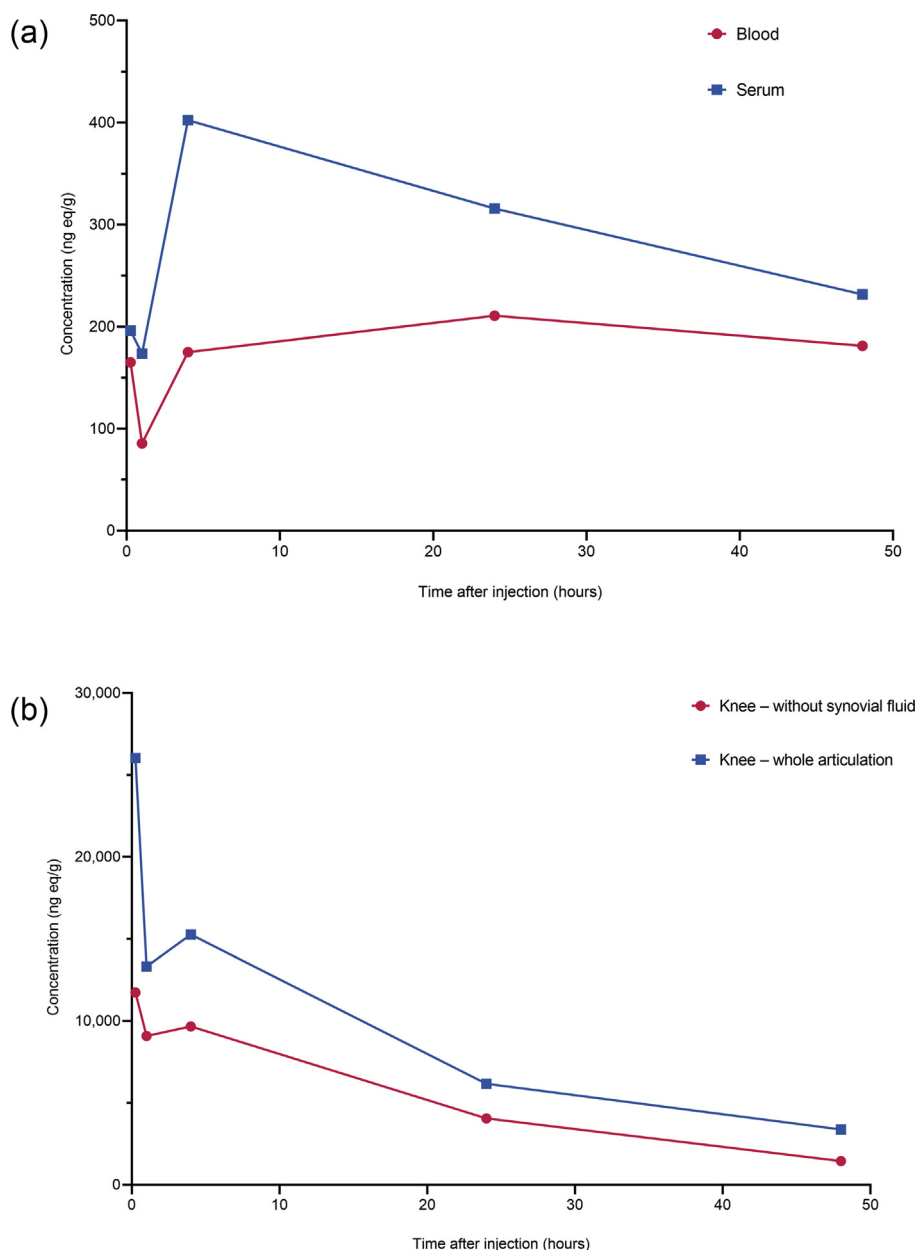 (a)
Blood
Serum
Concentration (ng eq/g)
500
400
300
200
100
0
0 10 20 30 40 50
Time after injection (hours)
(b)
Knee – without synovial fluid
Knee – whole articulation
Concentration (ng eq/g)
30,000
20,000
10,000
0
0 10 20 30 40 50
Time after injection (hours)